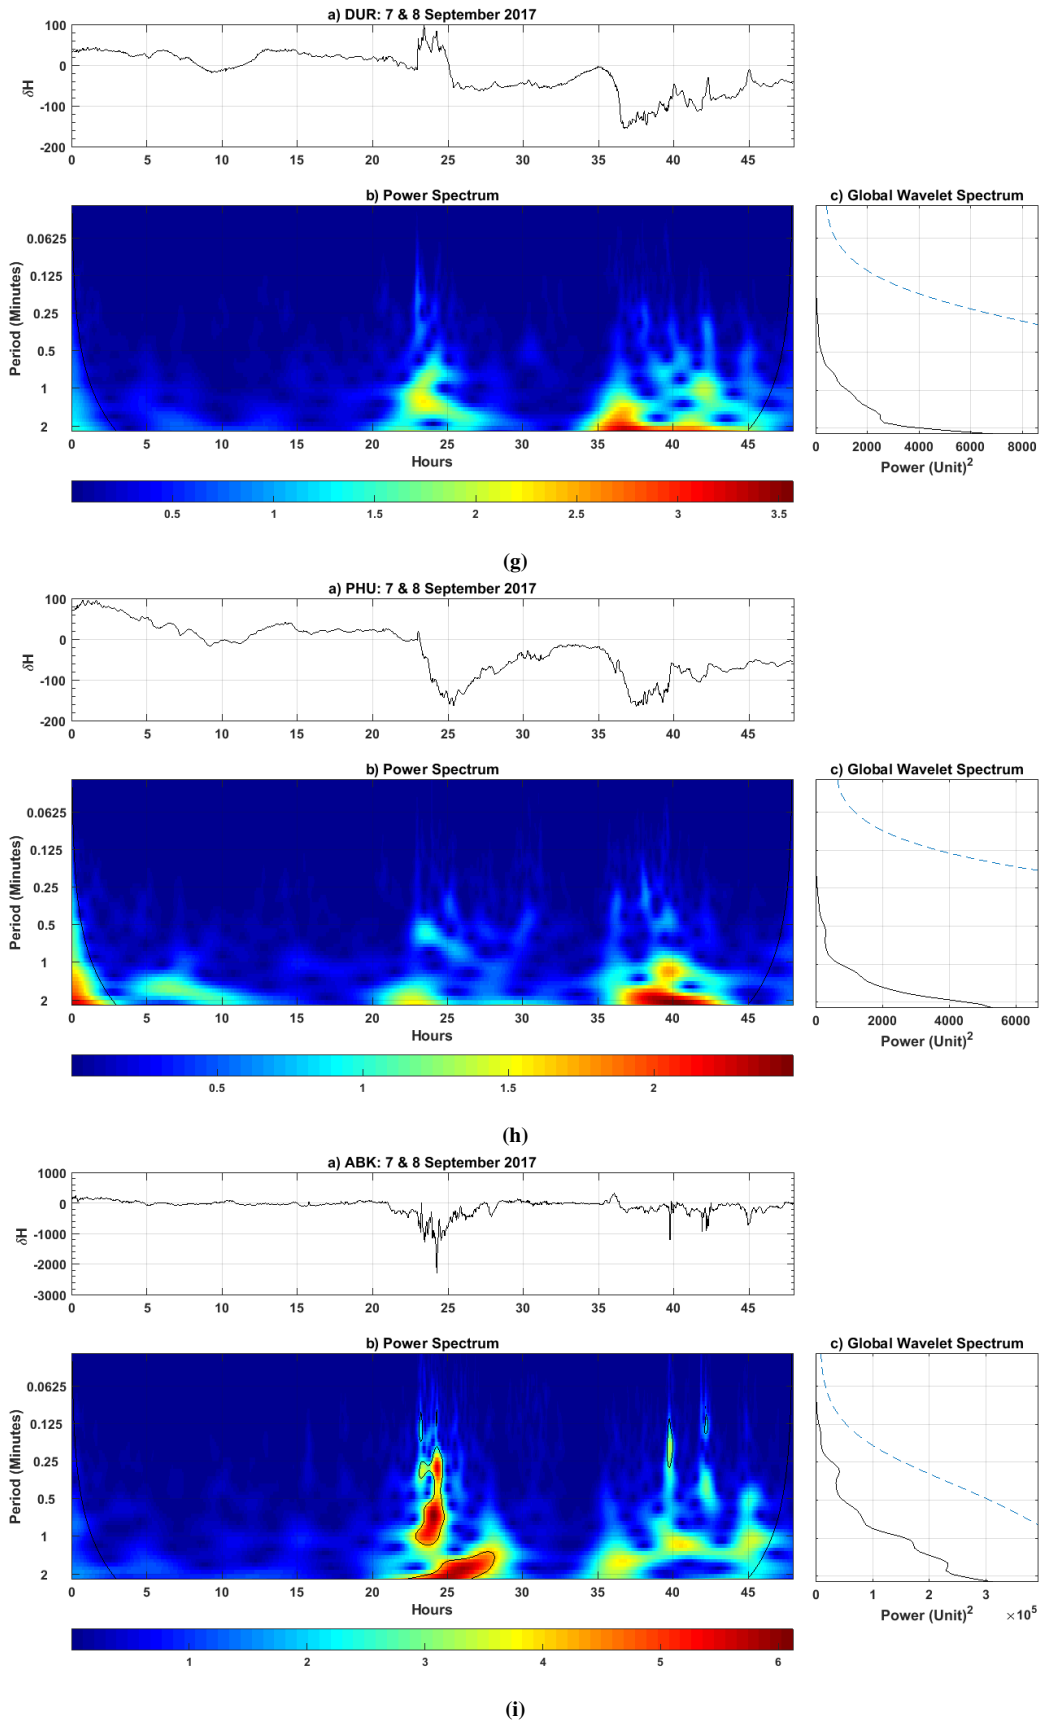 a) DUR: 7 & 8 September 2017
100
0
-100
-200
δH
0 5 10 15 20 25 30 35 40 45
b) Power Spectrum
c) Global Wavelet Spectrum
0.0625
0.125
0.25
0.5
1
2
Period (Minutes)
0 5 10 15 20 25 30 35 40 45
Hours
0 2000 4000 6000 8000
Power (Unit)²
0.5 1 1.5 2 2.5 3 3.5
(g)
a) PHU: 7 & 8 September 2017
100
0
-100
-200
δH
0 5 10 15 20 25 30 35 40 45
b) Power Spectrum
c) Global Wavelet Spectrum
0.0625
0.125
0.25
0.5
1
2
Period (Minutes)
0 5 10 15 20 25 30 35 40 45
Hours
0 2000 4000 6000
Power (Unit)²
0.5 1 1.5 2
(h)
a) ABK: 7 & 8 September 2017
1000
0
-1000
-2000
-3000
δH
0 5 10 15 20 25 30 35 40 45
b) Power Spectrum
c) Global Wavelet Spectrum
0.0625
0.125
0.25
0.5
1
2
Period (Minutes)
0 5 10 15 20 25 30 35 40 45
Hours
0 1 2 3
Power (Unit)² ×10⁵
1 2 3 4 5 6
(i)